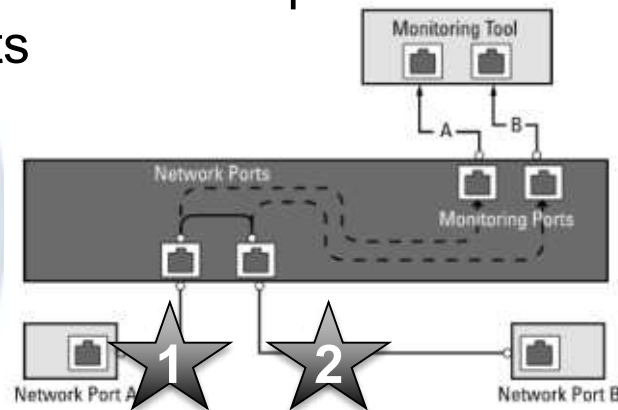 ts
Monitoring Tool
A
B
Network Ports
Monitoring Ports
1
2
Network Port A
Network Port B